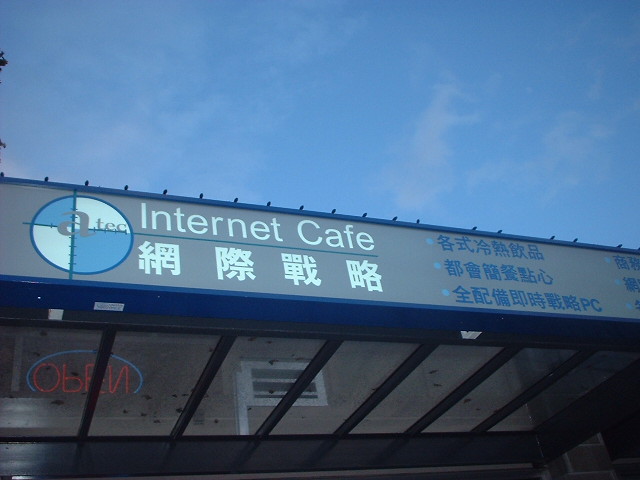 a tec
Internet Cafe
網際戰略
•各式冷熱飲品
•都會簡餐點心
•全配備即時戰略PC
OPEN